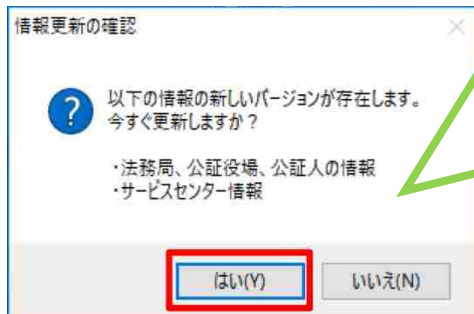 情報更新の確認
以下の情報の新しいバージョンが存在します。
今すぐ更新しますか？
・法務局、公証役場、公証人の情報
・サービスセンター情報
はい(Y)
いいえ(N)